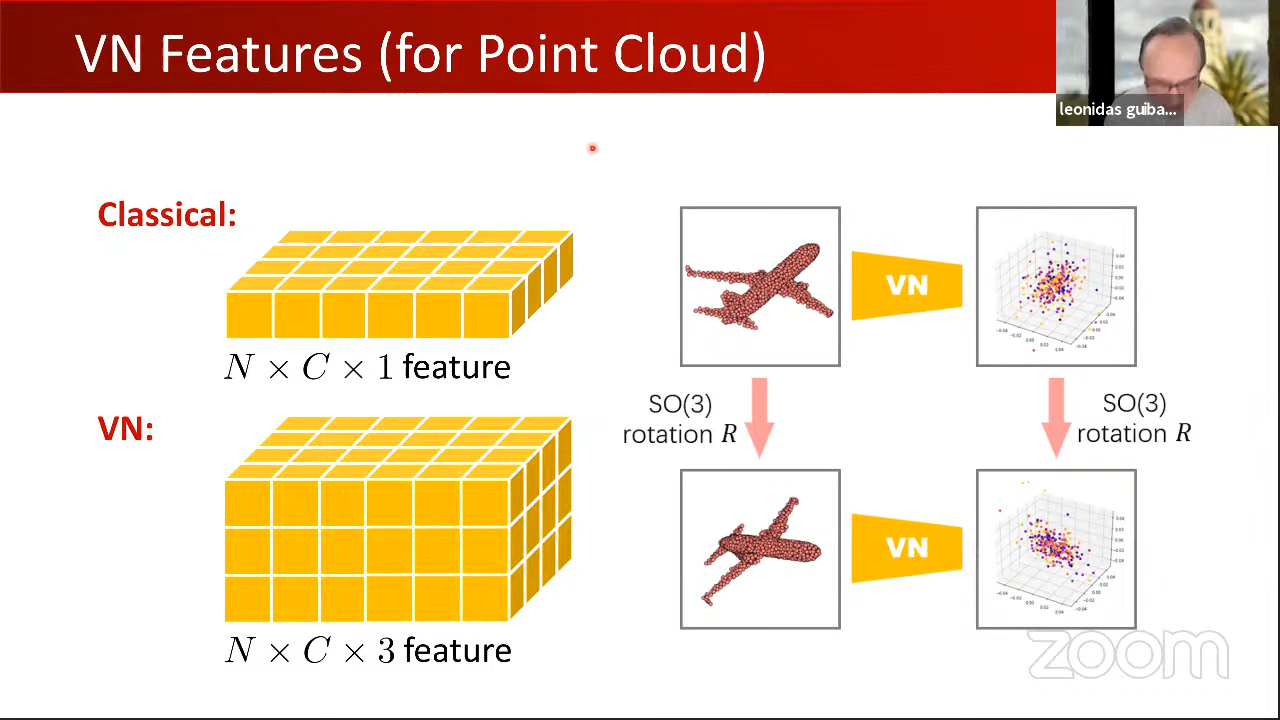 VN Features (for Point Cloud)
leonidas guiba...
Classical:
N × C × 1 feature
VN:
N × C × 3 feature
VN
SO(3)
rotation R
SO(3)
rotation R
VN
zoom